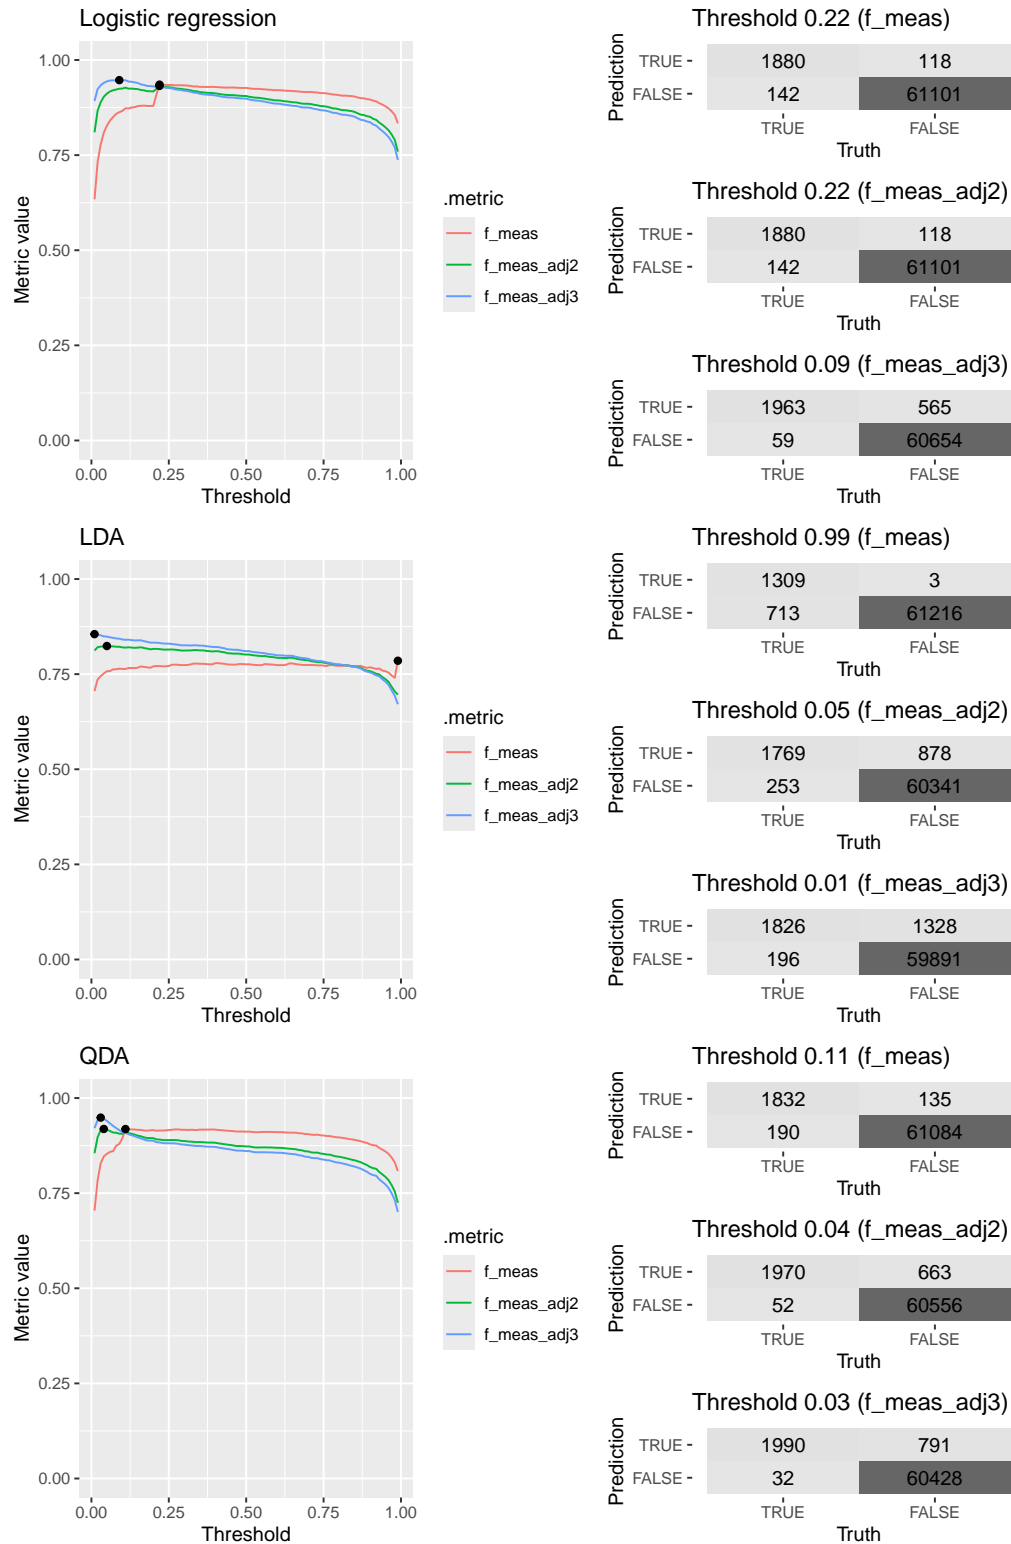 Logistic regression
1.00
0.75
0.50
0.25
0.00
Metric value
0.00 0.25 0.50 0.75 1.00
Threshold
.metric
f_meas
f_meas_adj2
f_meas_adj3
Threshold 0.22 (f_meas)
Prediction
TRUE 1880 118
FALSE 142 61101
TRUE FALSE
Truth
Threshold 0.22 (f_meas_adj2)
Prediction
TRUE 1880 118
FALSE 142 61101
TRUE FALSE
Truth
Threshold 0.09 (f_meas_adj3)
Prediction
TRUE 1963 565
FALSE 59 60654
TRUE FALSE
Truth
LDA
1.00
0.75
0.50
0.25
0.00
Metric value
0.00 0.25 0.50 0.75 1.00
Threshold
.metric
f_meas
f_meas_adj2
f_meas_adj3
Threshold 0.99 (f_meas)
Prediction
TRUE 1309 3
FALSE 713 61216
TRUE FALSE
Truth
Threshold 0.05 (f_meas_adj2)
Prediction
TRUE 1769 878
FALSE 253 60341
TRUE FALSE
Truth
Threshold 0.01 (f_meas_adj3)
Prediction
TRUE 1826 1328
FALSE 196 59891
TRUE FALSE
Truth
QDA
1.00
0.75
0.50
0.25
0.00
Metric value
0.00 0.25 0.50 0.75 1.00
Threshold
.metric
f_meas
f_meas_adj2
f_meas_adj3
Threshold 0.11 (f_meas)
Prediction
TRUE 1832 135
FALSE 190 61084
TRUE FALSE
Truth
Threshold 0.04 (f_meas_adj2)
Prediction
TRUE 1970 663
FALSE 52 60556
TRUE FALSE
Truth
Threshold 0.03 (f_meas_adj3)
Prediction
TRUE 1990 791
FALSE 32 60428
TRUE FALSE
Truth